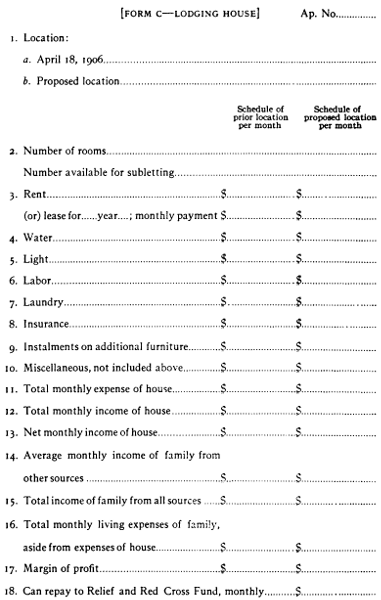 [FORM C—LODGING HOUSE] Ap. No.............
1. Location:
a. April 18, 1906..........................................................................
b. Proposed location......................................................................
Schedule of prior location per month
Schedule of proposed location per month
2. Number of rooms..........................................................................
Number available for subletting......................................................
3. Rent..................................................$......................$......................
(or) lease for......year....; monthly payment $......................$......................
4. Water................................................$......................$......................
5. Light.................................................$......................$......................
6. Labor................................................$......................$......................
7. Laundry.............................................$......................$......................
8. Insurance...........................................$......................$......................
9. Instalments on additional furniture..........$......................$......................
10. Miscellaneous, not included above..........$......................$......................
11. Total monthly expense of house.............$......................$......................
12. Total monthly income of house..............$......................$......................
13. Net monthly income of house................$......................$......................
14. Average monthly income of family from
other sources ........................................$......................$......................
15. Total income of family from all sources .....$......................$......................
16. Total monthly living expenses of family,
aside from expenses of house....................$......................$......................
17. Margin of profit...................................$......................$......................
18. Can repay to Relief and Red Cross Fund, monthly..........$......................